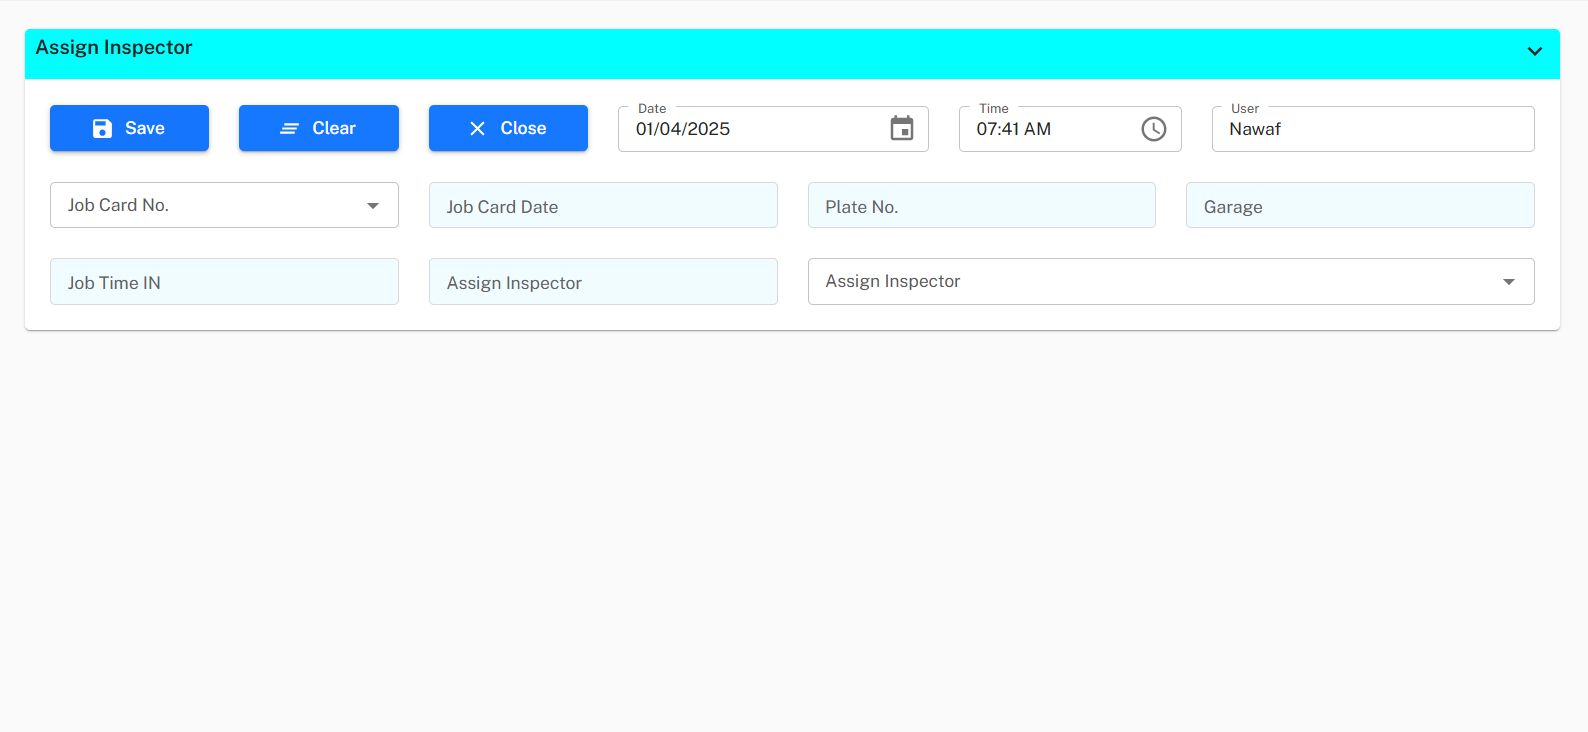 Assign Inspector
Save Clear Close Date 01/04/2025 Time 07:41 AM User Nawaf
Job Card No. Job Card Date Plate No. Garage
Job Time IN Assign Inspector Assign Inspector